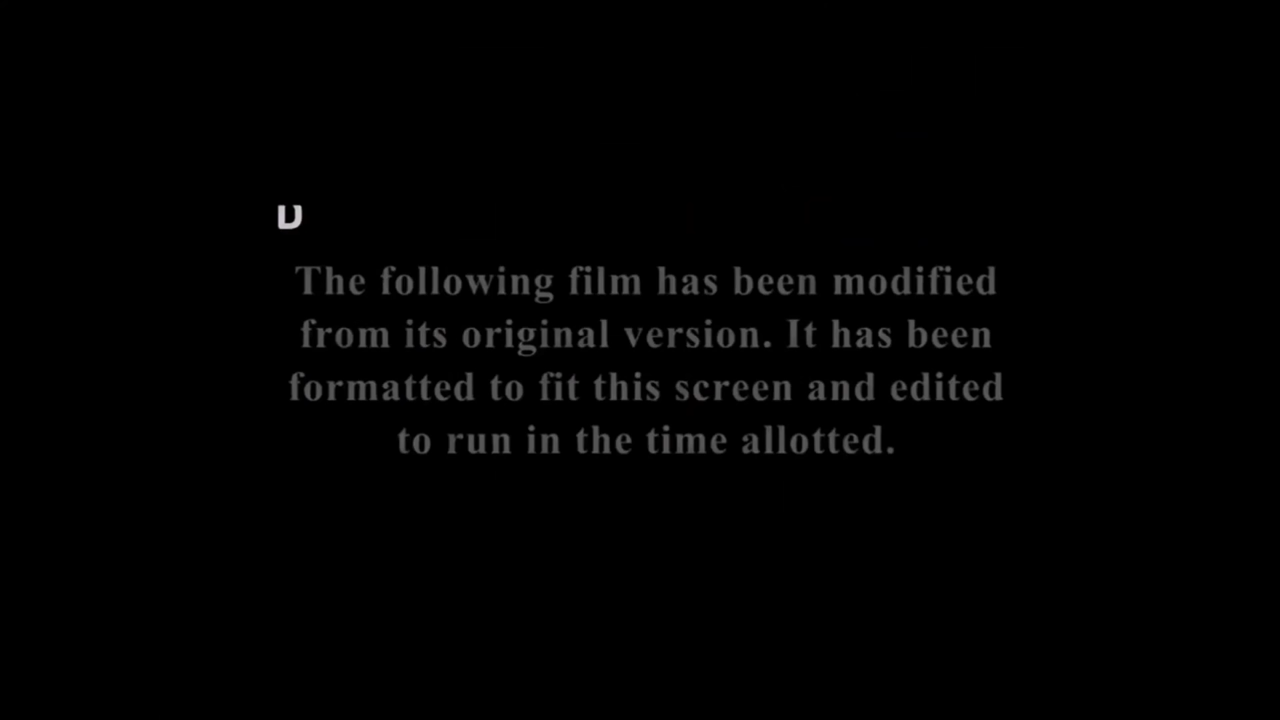 The following film has been modified
from its original version. It has been
formatted to fit this screen and edited
to run in the time allotted.